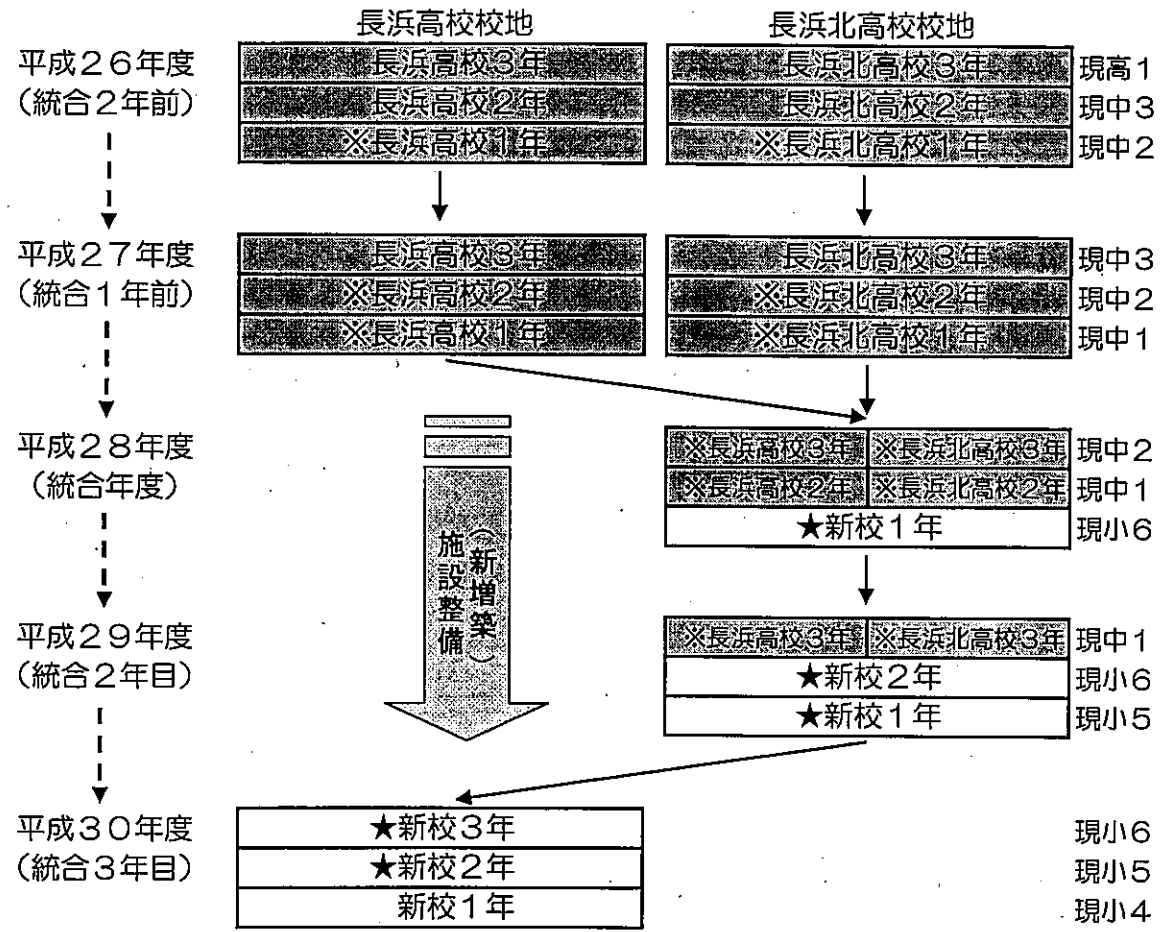 長浜高校校地 長浜北高校校地
平成26年度 長浜高校3年 長浜北高校3年 現高1
(統合2年前) 長浜高校2年 長浜北高校2年 現中3
※長浜高校1年 ※長浜北高校1年 現中2
平成27年度 長浜高校3年 長浜北高校3年 現中3
(統合1年前) ※長浜高校2年 ※長浜北高校2年 現中2
※長浜高校1年 ※長浜北高校1年 現中1
平成28年度 ※長浜高校3年 ※長浜北高校3年 現中2
(統合年度) ※長浜高校2年 ※長浜北高校2年 現中1
★新校1年 現小6
(新増築)
施設整備
平成29年度 ※長浜高校3年 ※長浜北高校3年 現中1
(統合2年目) ★新校2年 現小6
★新校1年 現小5
平成30年度 ★新校3年 現小6
(統合3年目) ★新校2年 現小5
新校1年 現小4